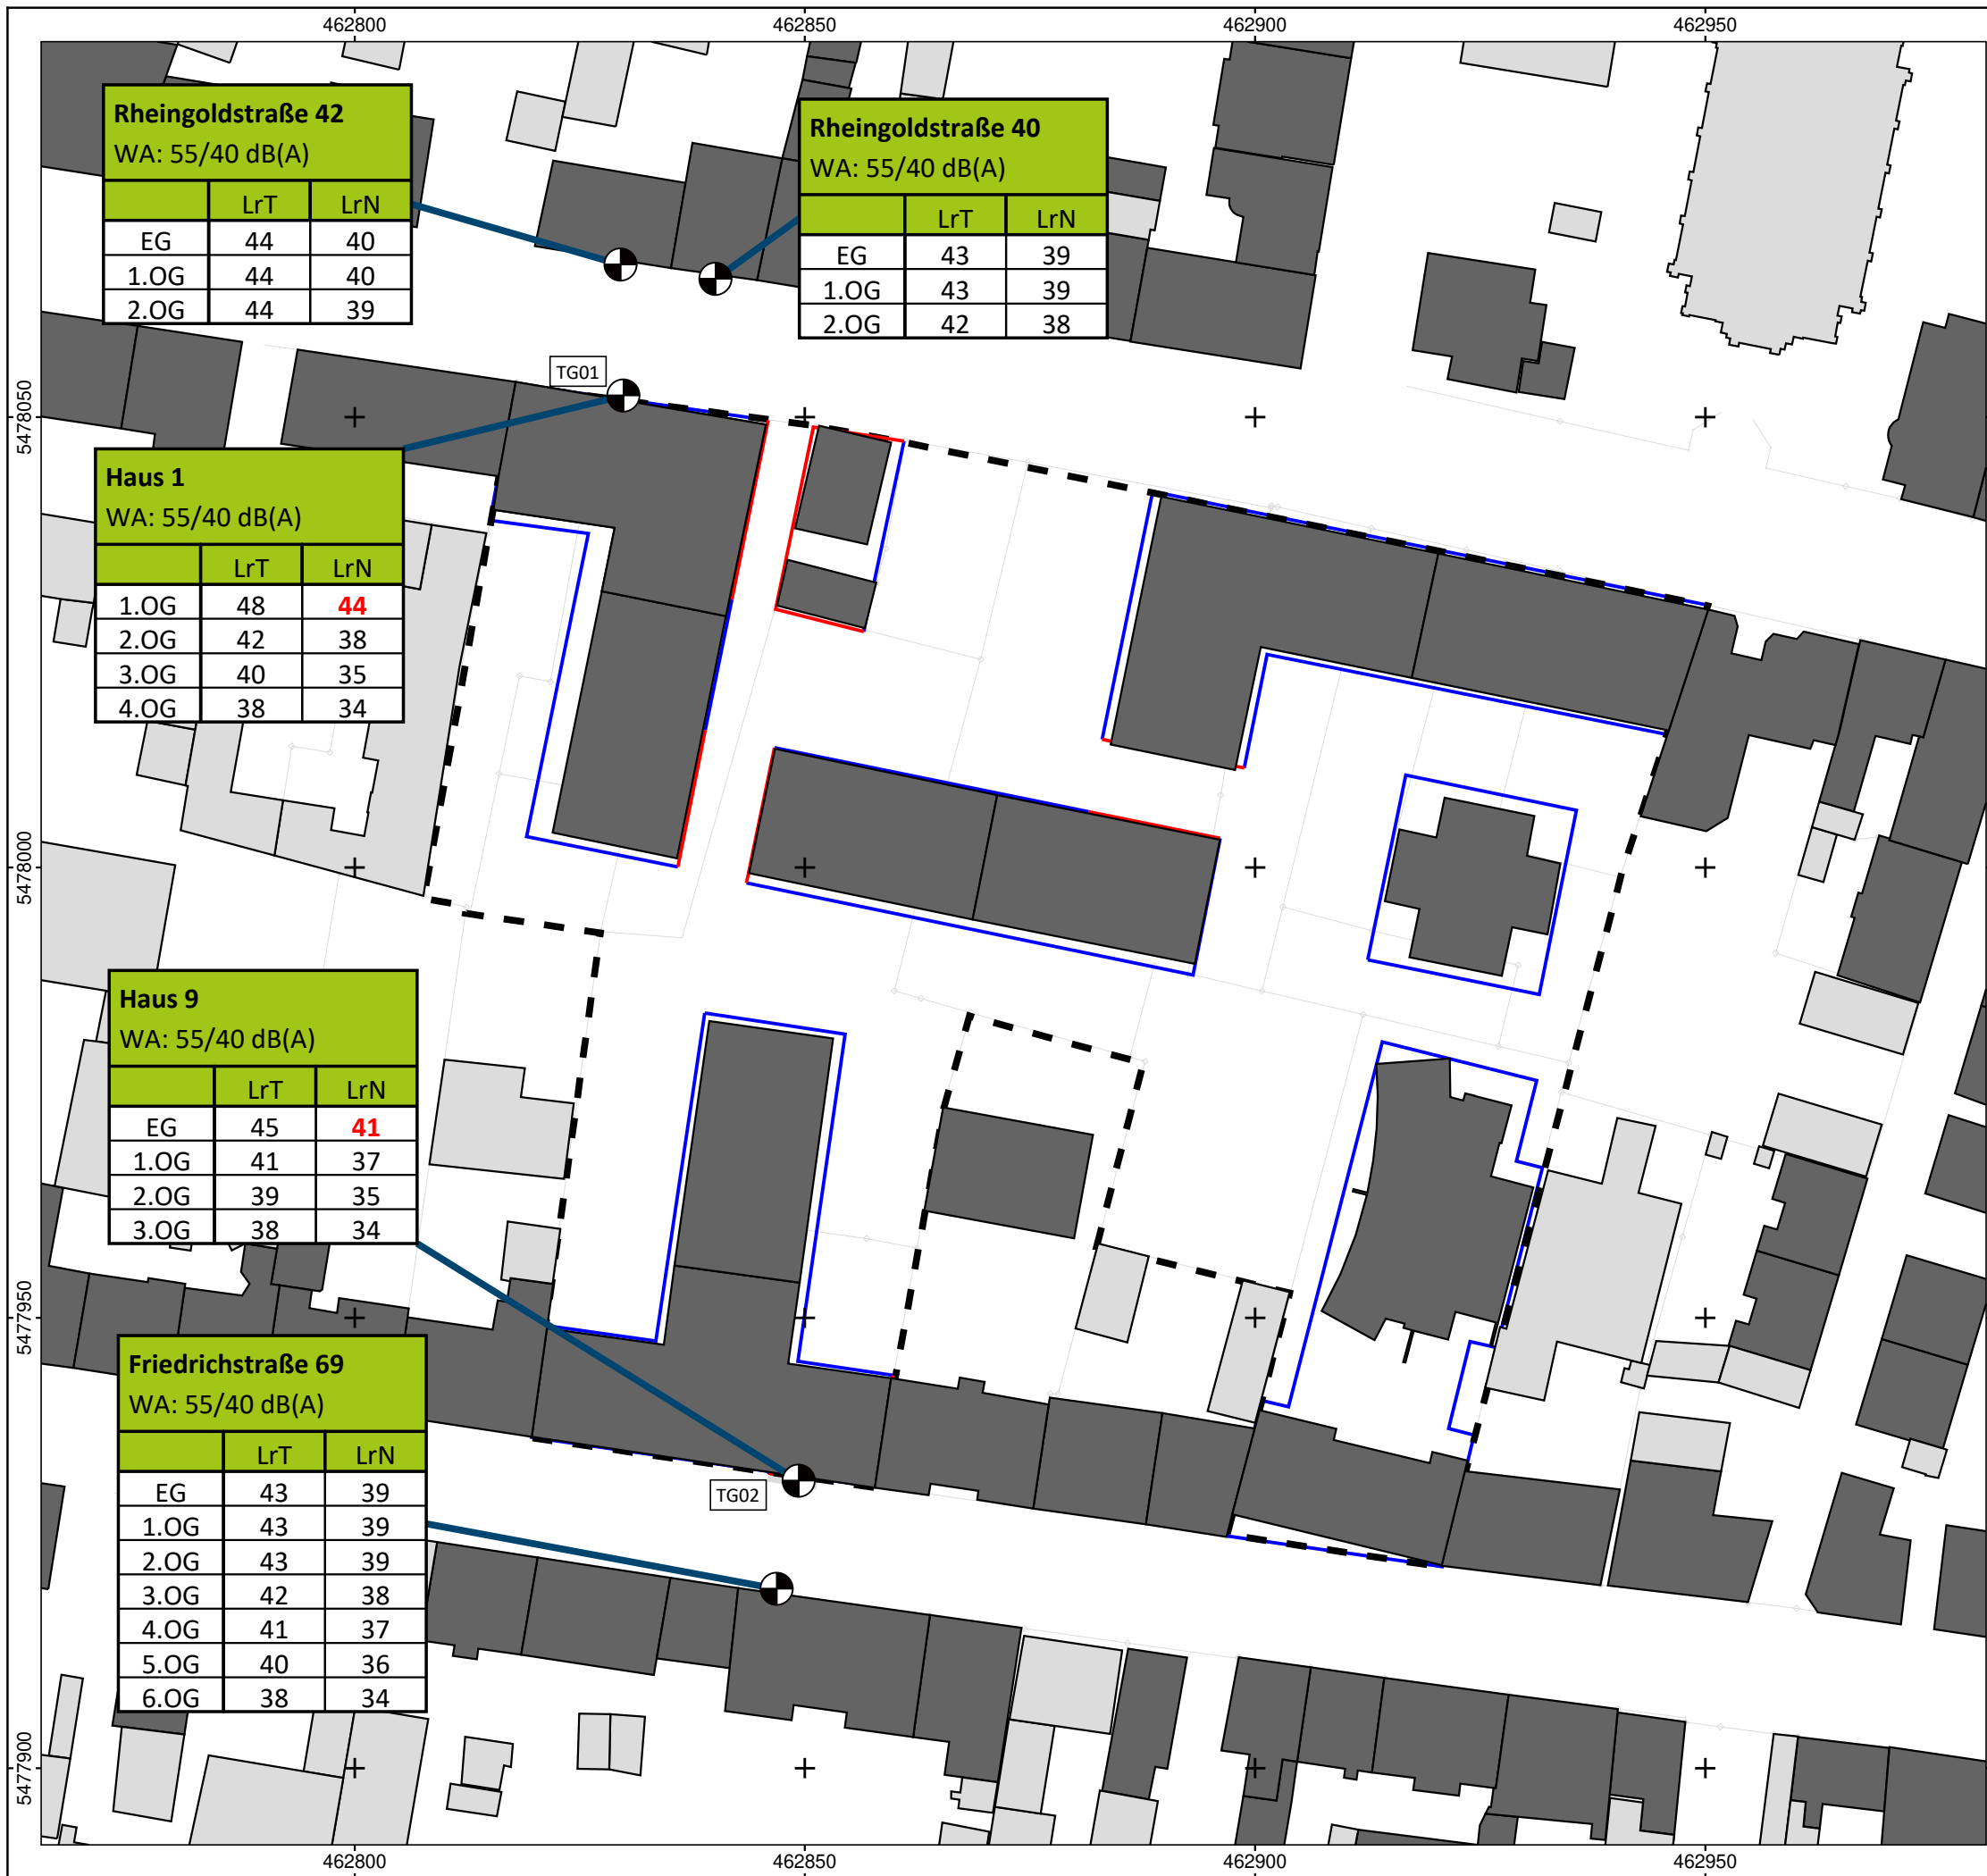 462800 462850 462900 462950
Rheingoldstraße 42
WA: 55/40 dB(A)
LrT LrN
EG 44 40
1.OG 44 40
2.OG 44 39
Rheingoldstraße 40
WA: 55/40 dB(A)
LrT LrN
EG 43 39
1.OG 43 39
2.OG 42 38
TG01
5478050
Haus 1
WA: 55/40 dB(A)
LrT LrN
1.OG 48 44
2.OG 42 38
3.OG 40 35
4.OG 38 34
5478000
Haus 9
WA: 55/40 dB(A)
LrT LrN
EG 45 41
1.OG 41 37
2.OG 39 35
3.OG 38 34
5477950
Friedrichstraße 69
WA: 55/40 dB(A)
LrT LrN
EG 43 39
1.OG 43 39
2.OG 43 39
3.OG 42 38
4.OG 41 37
5.OG 40 36
6.OG 38 34
TG02
5477900
462800 462850 462900 462950